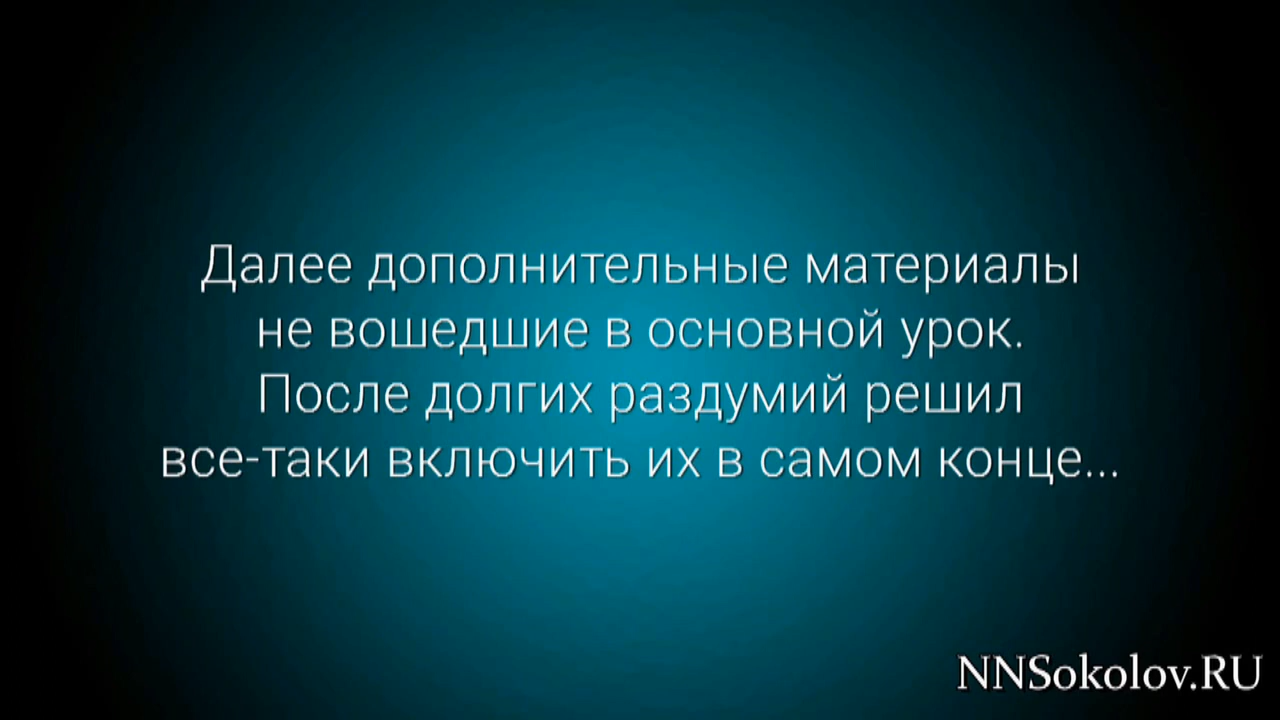 Далее дополнительные материалы
не вошедшие в основной урок.
После долгих раздумий решил
все-таки включить их в самом конце...
NNSokolov.RU